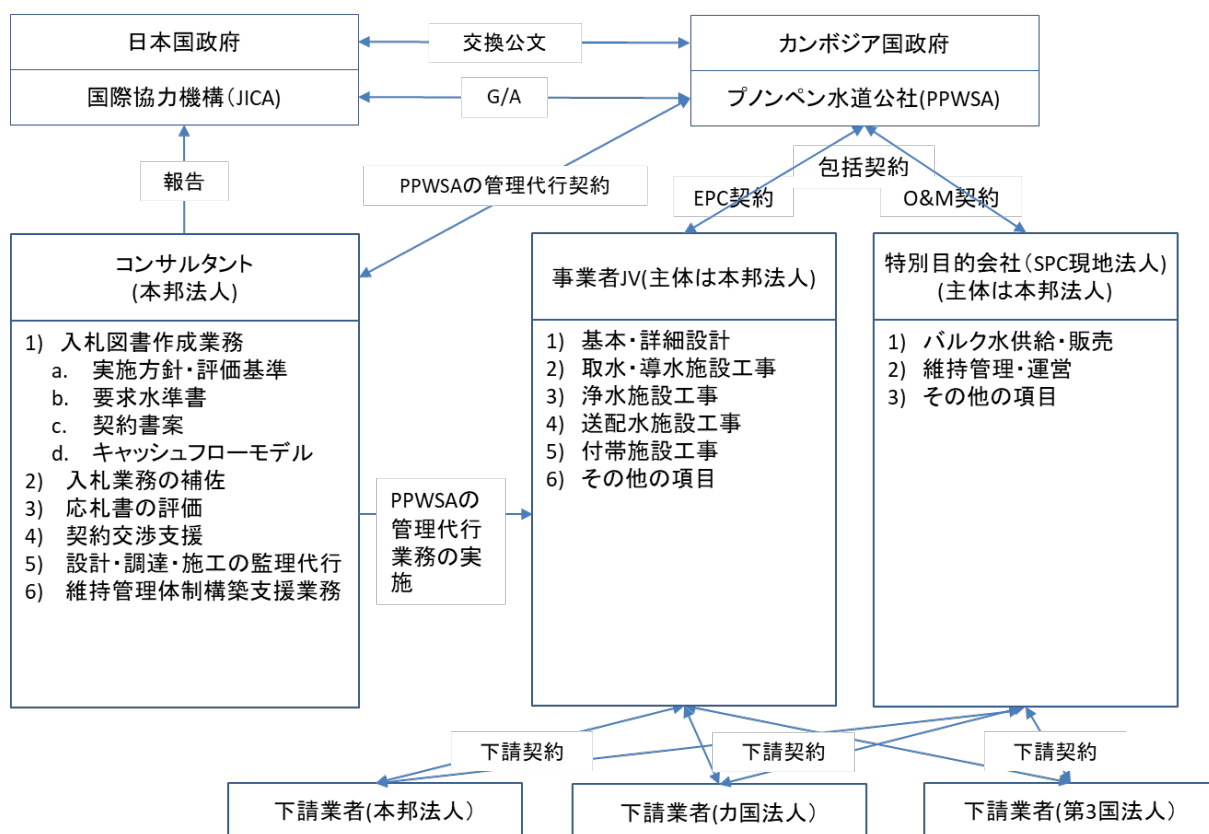 日本国政府
交換公文
カンボジア国政府
国際協力機構(JICA)
G/A
プノンペン水道公社(PPWSA)
報告
PPWSAの管理代行契約
包括契約
EPC契約
O&M契約
コンサルタント
(本邦法人)
1) 入札図書作成業務
a. 実施方針・評価基準
b. 要求水準書
c. 契約書案
d. キャッシュフローモデル
2) 入札業務の補佐
3) 応札書の評価
4) 契約交渉支援
5) 設計・調達・施工の監理代行
6) 維持管理体制構築支援業務
PPWSAの
管理代行
業務の実
施
事業者JV(主体は本邦法人)
1) 基本・詳細設計
2) 取水・導水施設工事
3) 浄水施設工事
4) 送配水施設工事
5) 付帯施設工事
6) その他の項目
特別目的会社(SPC現地法人)
(主体は本邦法人)
1) バルク水供給・販売
2) 維持管理・運営
3) その他の項目
下請契約
下請契約
下請契約
下請業者(本邦法人)
下請業者(カ国法人)
下請業者(第3国法人)